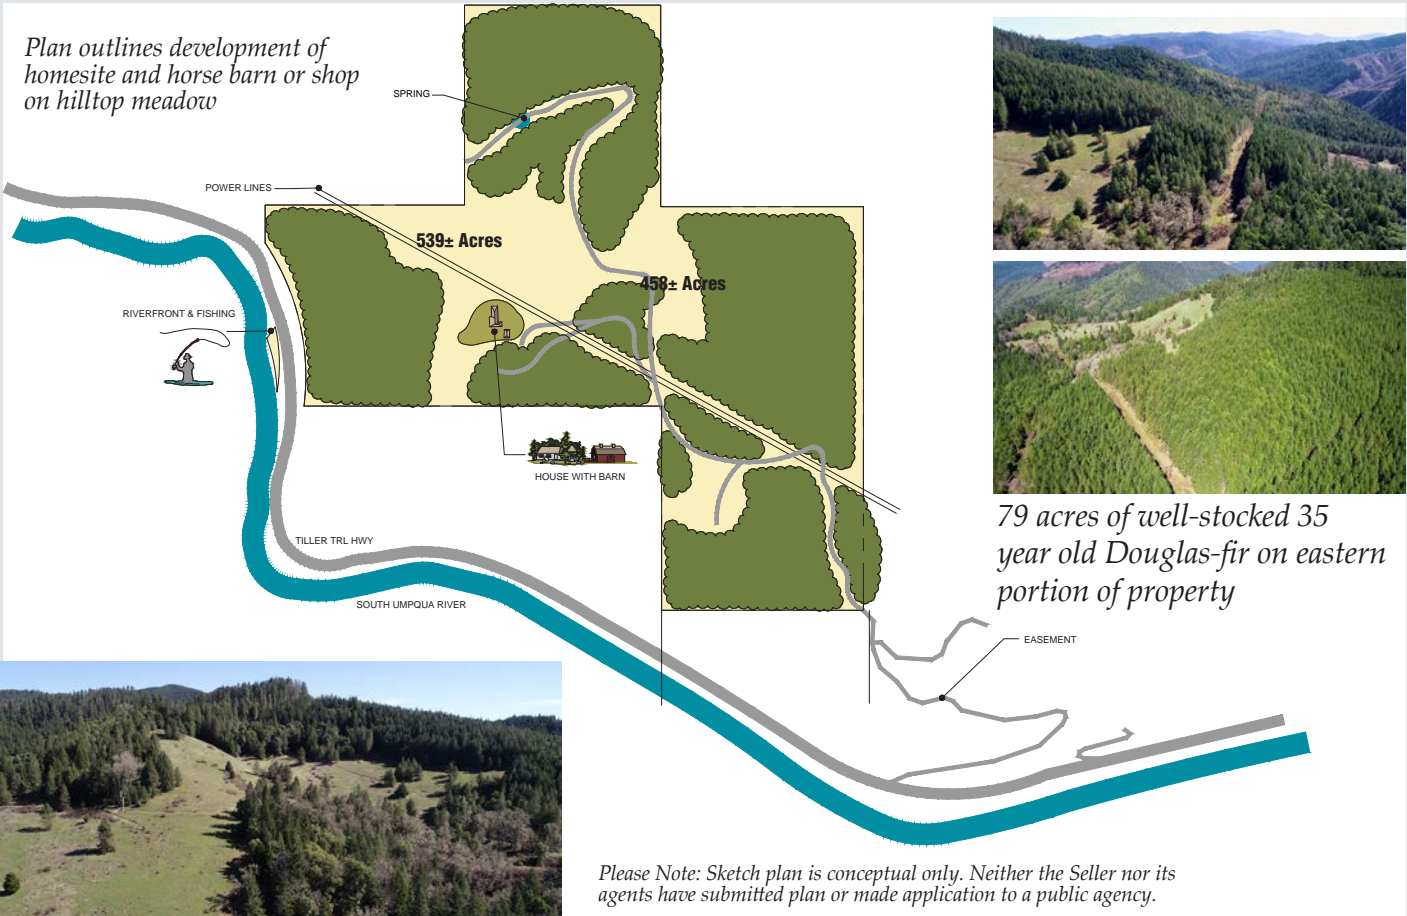 Plan outlines development of
homesite and horse barn or shop
on hilltop meadow
SPRING
POWER LINES
539± Acres
458± Acres
RIVERFRONT & FISHING
HOUSE WITH BARN
TILLER TRL HWY
SOUTH UMPQUA RIVER
79 acres of well-stocked 35
year old Douglas-fir on eastern
portion of property
EASEMENT
Please Note: Sketch plan is conceptual only. Neither the Seller nor its
agents have submitted plan or made application to a public agency.